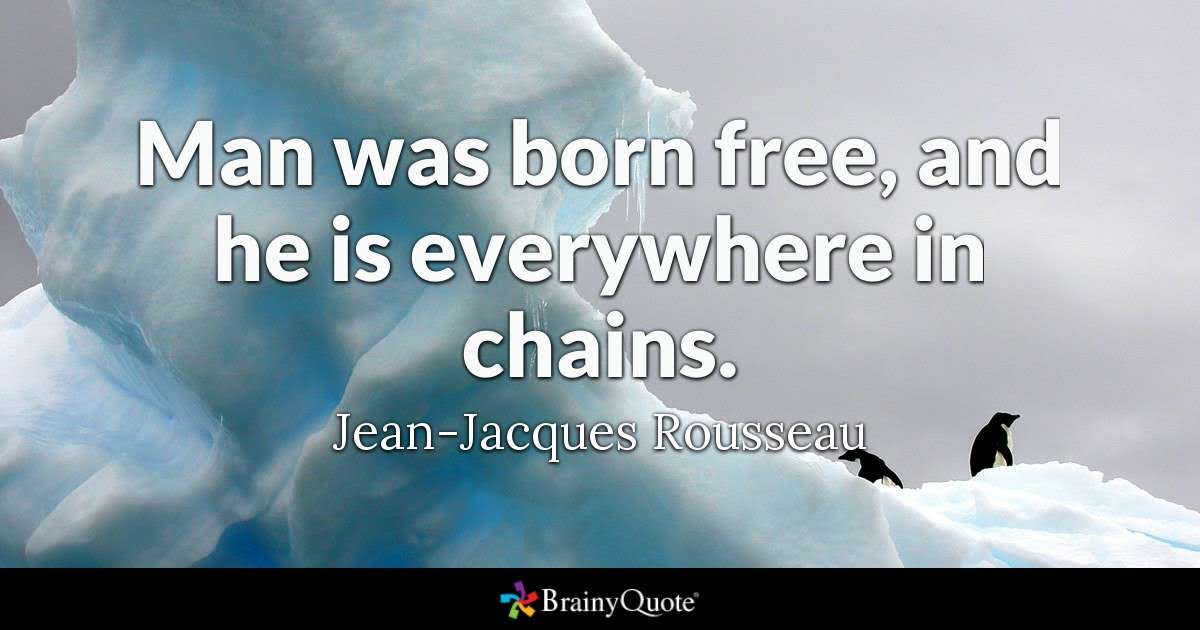 Man was born free, and
he is everywhere in
chains.
Jean-Jacques Rousseau
BrainyQuote®